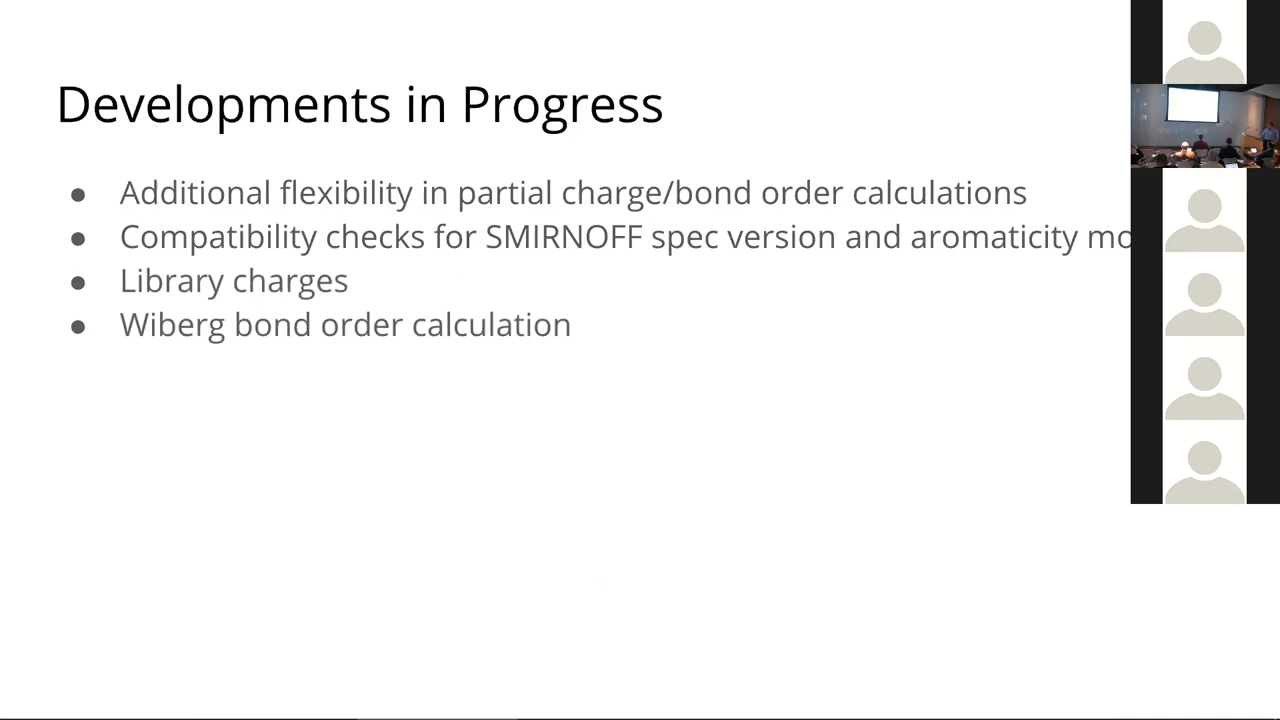 Developments in Progress
● Additional flexibility in partial charge/bond order calculations
● Compatibility checks for SMIRNOFF spec version and aromaticity
● Library charges
● Wiberg bond order calculation